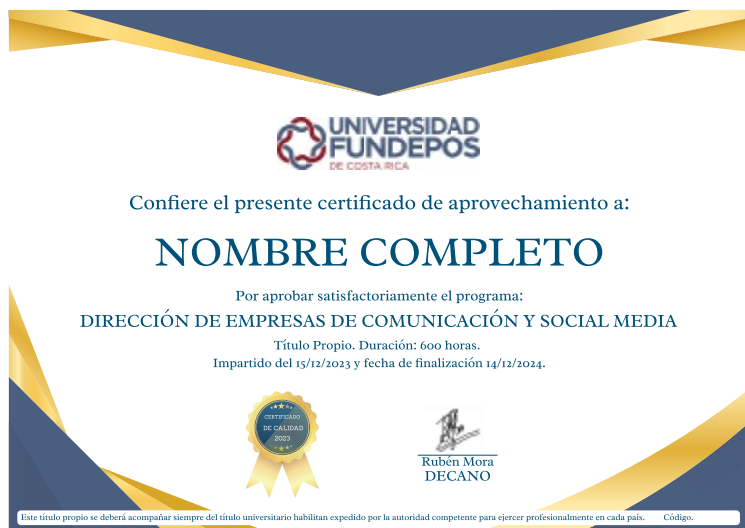 UNIVERSIDAD
FUNDEPOS
DE COSTA RICA
Confiere el presente certificado de aprovechamiento a:
NOMBRE COMPLETO
Por aprobar satisfactoriamente el programa:
DIRECCIÓN DE EMPRESAS DE COMUNICACIÓN Y SOCIAL MEDIA
Título Propio. Duración: 600 horas.
Impartido del 15/12/2023 y fecha de finalización 14/12/2024.
CERTIFICADO
DE CALIDAD
2023
Rubén Mora
DECANO
Este título propio se deberá acompañar siempre del título universitario habilitan expedido por la autoridad competente para ejercer profesionalmente en cada país. Código.